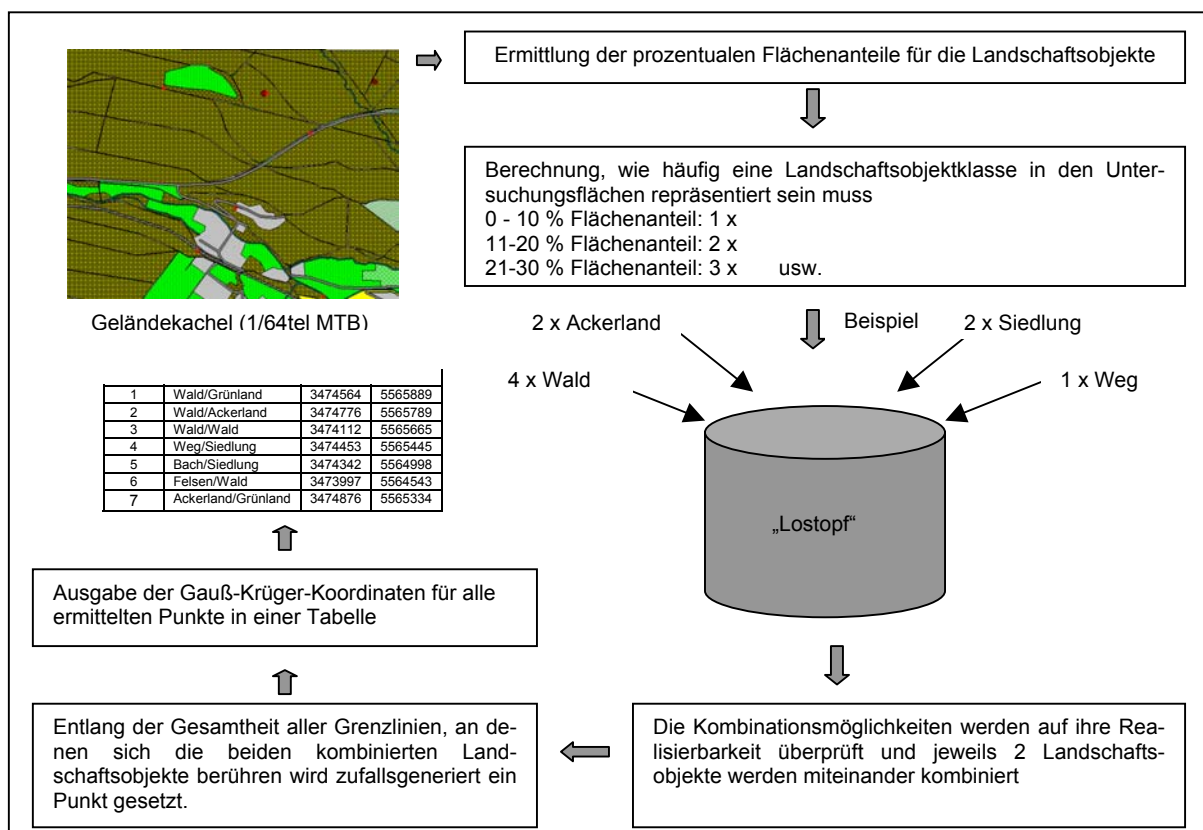 Ermittlung der prozentualen Flächenanteile für die Landschaftsobjekte
Berechnung, wie häufig eine Landschaftsobjektklasse in den Unter-
suchungsflächen repräsentiert sein muss
0 - 10 % Flächenanteil: 1 x
11-20 % Flächenanteil: 2 x
21-30 % Flächenanteil: 3 x usw.
Geländekachel (1/64tel MTB)
2 x Ackerland
Beispiel
2 x Siedlung
4 x Wald
1 x Weg
„Lostopf“
Die Kombinationsmöglichkeiten werden auf ihre Rea-
lisierbarkeit überprüft und jeweils 2 Landschafts-
objekte werden miteinander kombiniert
Entlang der Gesamtheit aller Grenzlinien, an de-
nen sich die beiden kombinierten Land-
schaftsobjekte berühren wird zufallsgeneriert ein
Punkt gesetzt.
Ausgabe der Gauß-Krüger-Koordinaten für alle
ermittelten Punkte in einer Tabelle
1 Wald/Grünland 3474564 5565889
2 Wald/Ackerland 3474776 5565789
3 Wald/Wald 3474112 5565665
4 Weg/Siedlung 3474453 5565445
5 Bach/Siedlung 3474342 5564998
6 Felsen/Wald 3473997 5564543
7 Ackerland/Grünland 3474876 5565334